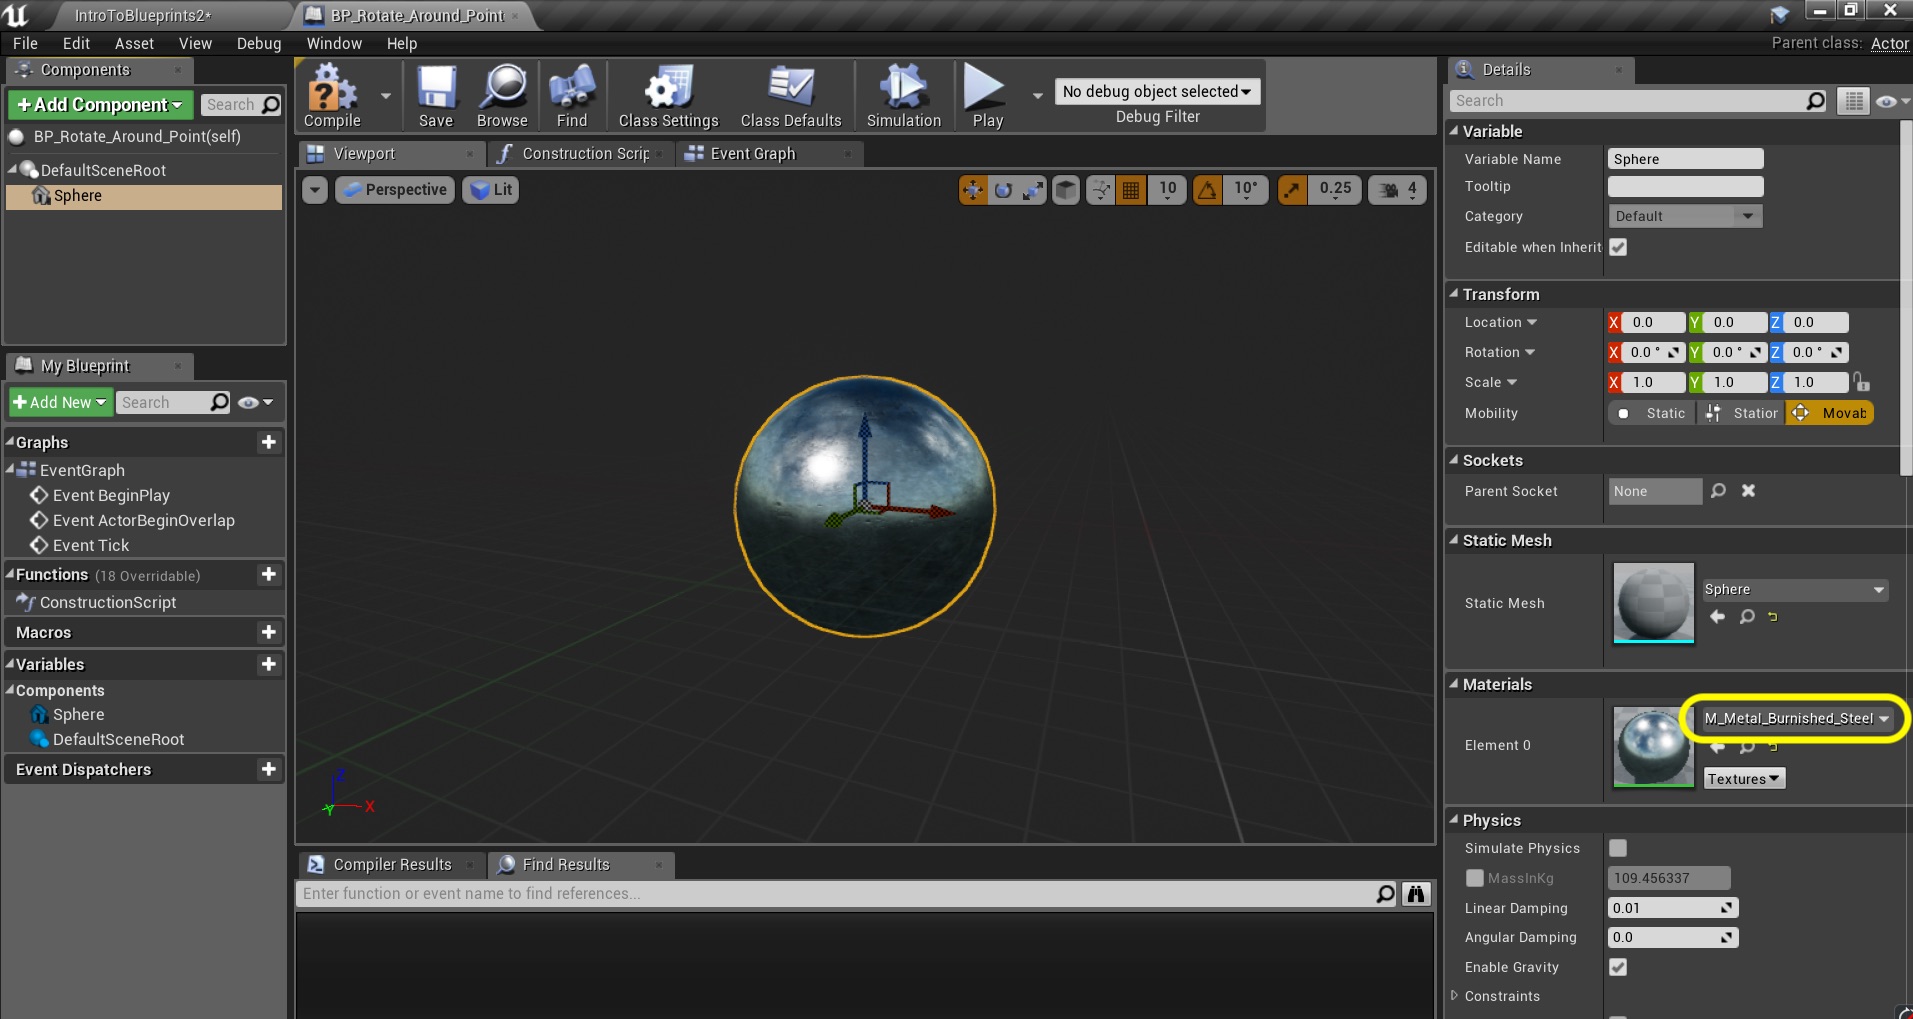 IntroToBlueprints2*
BP_Rotate_Around_Point
File Edit Asset View Debug Window Help
Parent class: Actor
Components
+Add Component
Search
BP_Rotate_Around_Point(self)
DefaultSceneRoot
Sphere
My Blueprint
+Add New
Search
Graphs
EventGraph
Event BeginPlay
Event ActorBeginOverlap
Event Tick
Functions (18 Overridable)
ConstructionScript
Macros
Variables
Components
Sphere
DefaultSceneRoot
Event Dispatchers
Compile
Save
Browse
Find
Class Settings
Class Defaults
Simulation
Play
No debug object selected
Debug Filter
Viewport
Construction Scrip
Event Graph
Perspective
Lit
10
10°
0.25
4
Z
Y
X
Compiler Results
Find Results
Enter function or event name to find references...
Details
Search
Variable
Variable Name Sphere
Tooltip
Category Default
Editable when Inherit
Transform
Location X 0.0 Y 0.0 Z 0.0
Rotation X 0.0 ° Y 0.0 ° Z 0.0 °
Scale X 1.0 Y 1.0 Z 1.0
Mobility Static Station Movab
Sockets
Parent Socket None
Static Mesh
Static Mesh Sphere
Materials
M_Metal_Burnished_Steel
Element 0
Textures
Physics
Simulate Physics
MassInKg 109.456337
Linear Damping 0.01
Angular Damping 0.0
Enable Gravity
Constraints